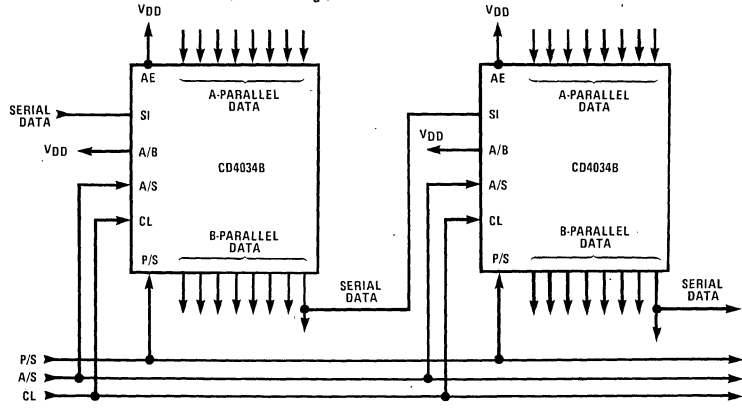 VDD
AE
A-PARALLEL
DATA
SERIAL
DATA
SI
VDD
A/B
CD4034B
A/S
CL
B-PARALLEL
DATA
P/S
SERIAL
DATA
VDD
AE
A-PARALLEL
DATA
SI
VDD
A/B
CD4034B
A/S
CL
B-PARALLEL
DATA
P/S
SERIAL
DATA
P/S
A/S
CL